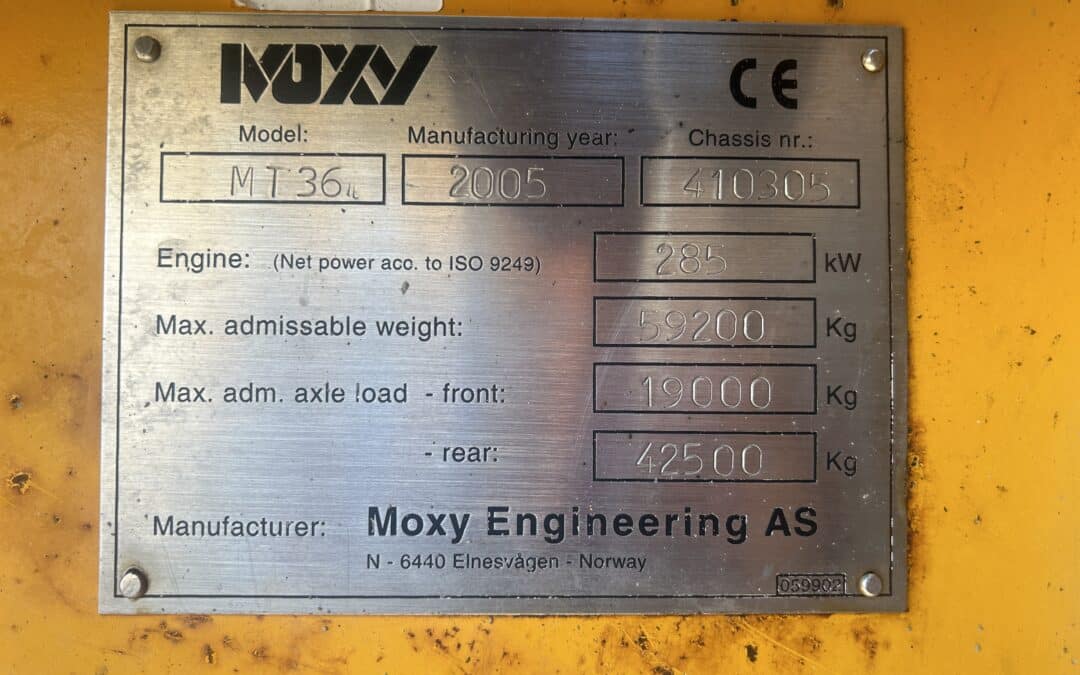 MOXY CE
Model: Manufacturing year: Chassis nr.:
MT36 2005 410305
Engine: (Net power acc. to ISO 9249) 285 kW
Max. admissable weight: 59200 Kg
Max. adm. axle load - front: 19000 Kg
- rear: 42500 Kg
Manufacturer: Moxy Engineering AS
N - 6440 Elnesvågen - Norway
059902